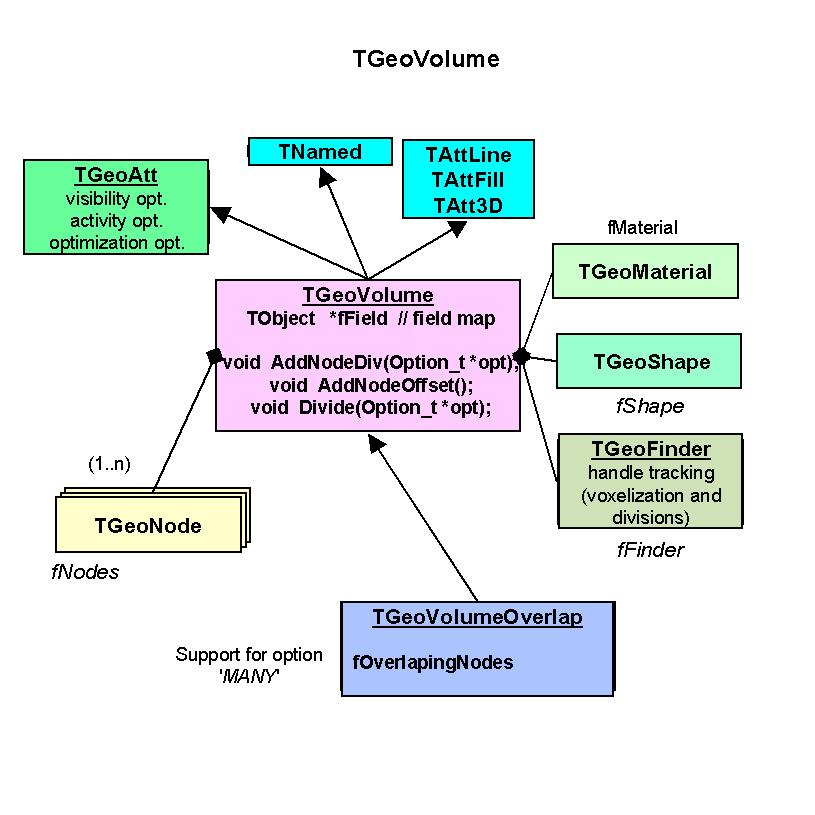 TGeoVolume
TNamed
TAttLine
TAttFill
TAtt3D
TGeoAtt
visibility opt.
activity opt.
optimization opt.
fMaterial
TGeoMaterial
TGeoVolume
TObject *fField // field map
void AddNodeDiv(Option_t *opt);
void AddNodeOffset();
void Divide(Option_t *opt);
TGeoShape
fShape
TGeoFinder
handle tracking
(voxelization and
divisions)
fFinder
(1..n)
TGeoNode
fNodes
TGeoVolumeOverlap
fOverlapingNodes
Support for option
'MANY'